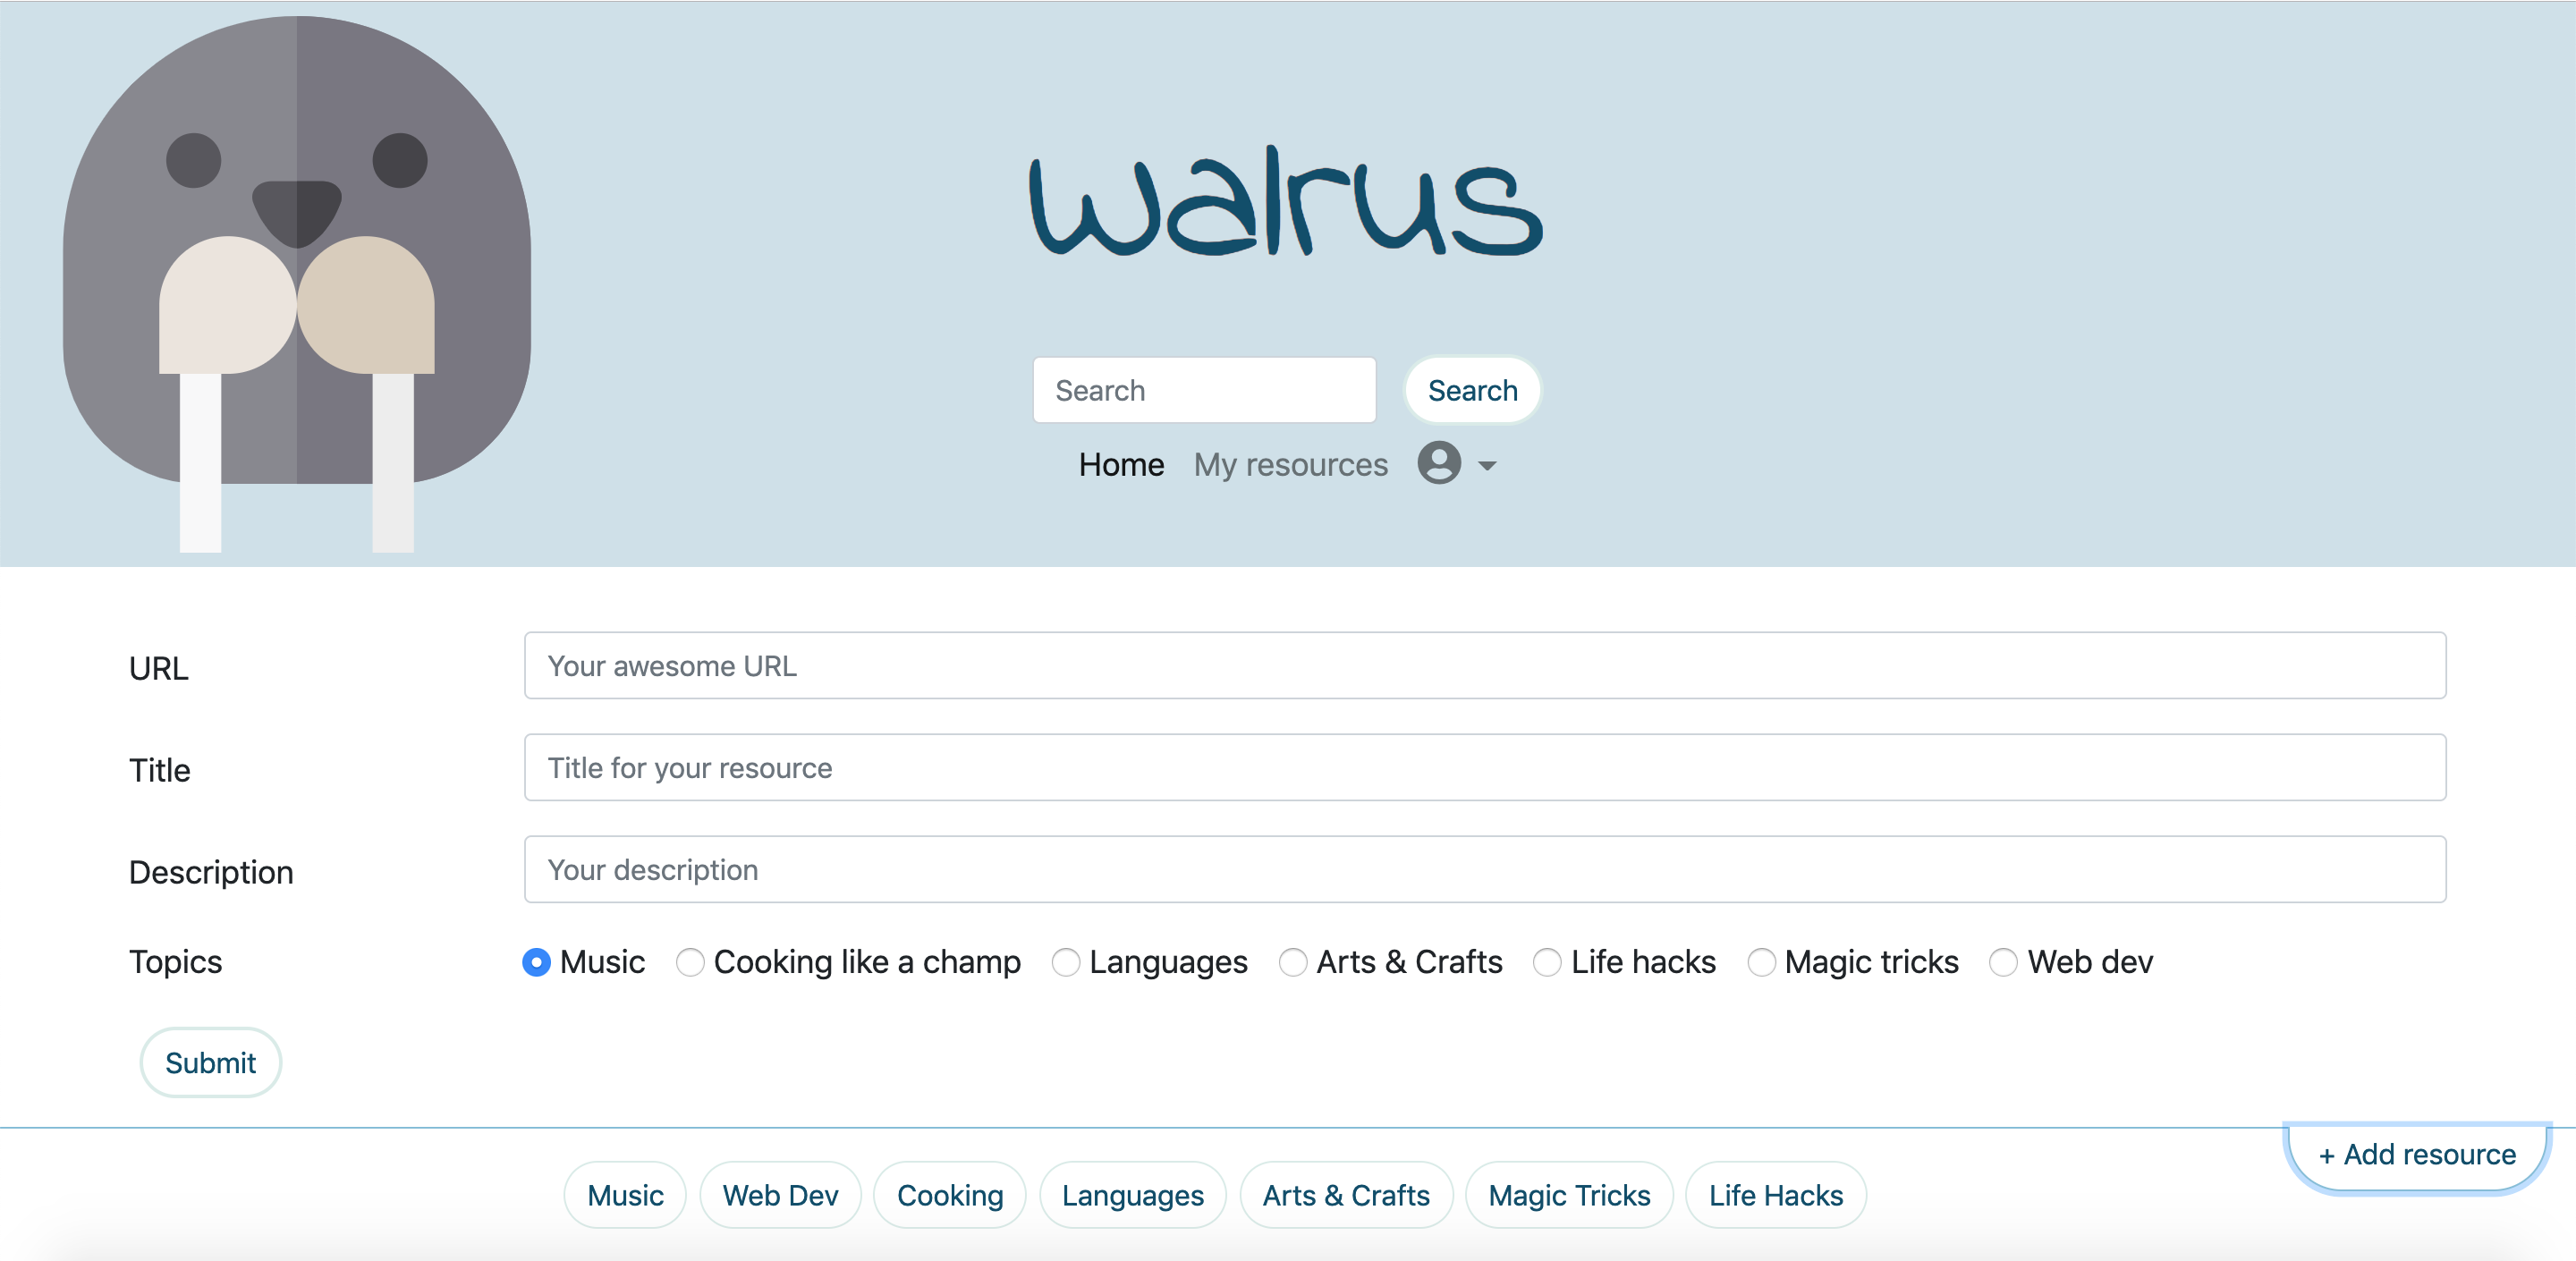 walrus
Search Search
Home My resources
URL Your awesome URL
Title Title for your resource
Description Your description
Topics Music Cooking like a champ Languages Arts & Crafts Life hacks Magic tricks Web dev
Submit
+ Add resource
Music Web Dev Cooking Languages Arts & Crafts Magic Tricks Life Hacks